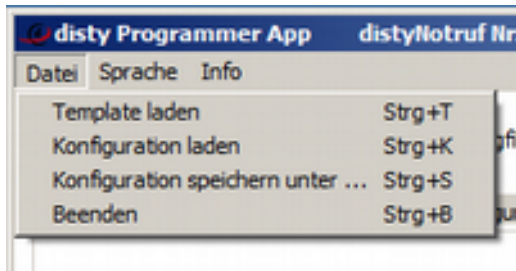 disty Programmer App distyNotruf Nr
Datei Sprache Info
Template laden Strg+T
Konfiguration laden Strg+K
Konfiguration speichern unter ... Strg+S
Beenden Strg+B